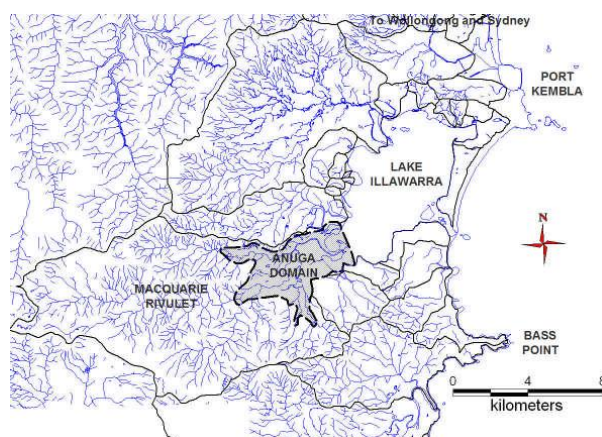 To Wollongong and Sydney
PORT
KEMBLA
LAKE
ILLAWARRA
N
ANUGA
DOMAIN
MACQUARIE
RIVULET
BASS
POINT
0 4 8
kilometers